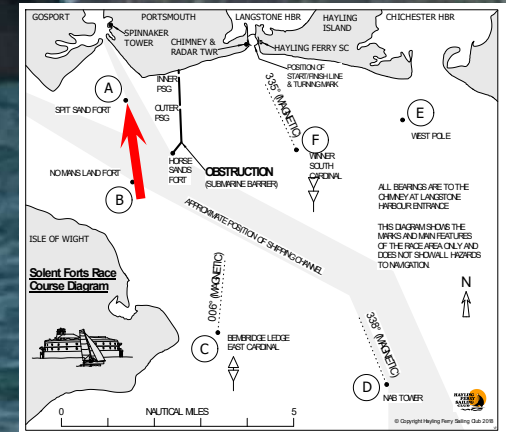 GOSPORT
PORTSMOUTH
LANGSTONE HBR
HAYLING
ISLAND
CHICHESTER HBR
SPINNAKER
TOWER
CHIMNEY &
RADAR TWR
HAYLING FERRY SC
POSITION OF
START/FINISH LINE
& TURNING MARK
INNER
PSG
OUTER
PSG
A
SPIT SAND FORT
335° (MAGNETIC)
E
WEST POLE
F
WINNER
SOUTH
CARDINAL
HORSE
SANDS
FORT
OBSTRUCTION
(SUBMARINE BARRIER)
NO MANS LAND FORT
B
ALL BEARINGS ARE TO THE
CHIMNEY AT LANGSTONE
HARBOUR ENTRANCE
THIS DIAGRAM SHOWS THE
MARKS AND MAIN FEATURES
OF THE RACE AREA ONLY AND
DOES NOT SHOW ALL HAZARDS
TO NAVIGATION.
APPROXIMATE POSITION OF SHIPPING CHANNEL
ISLE OF WIGHT
Solent Forts Race
Course Diagram
N
006° (MAGNETIC)
C
BEMBRIDGE LEDGE
EAST CARDINAL
338° (MAGNETIC)
D
NAB TOWER
0
NAUTICAL MILES
5
HAYLING
FERRY
SAILING
CLUB
© Copyright Hayling Ferry Sailing Club 2018